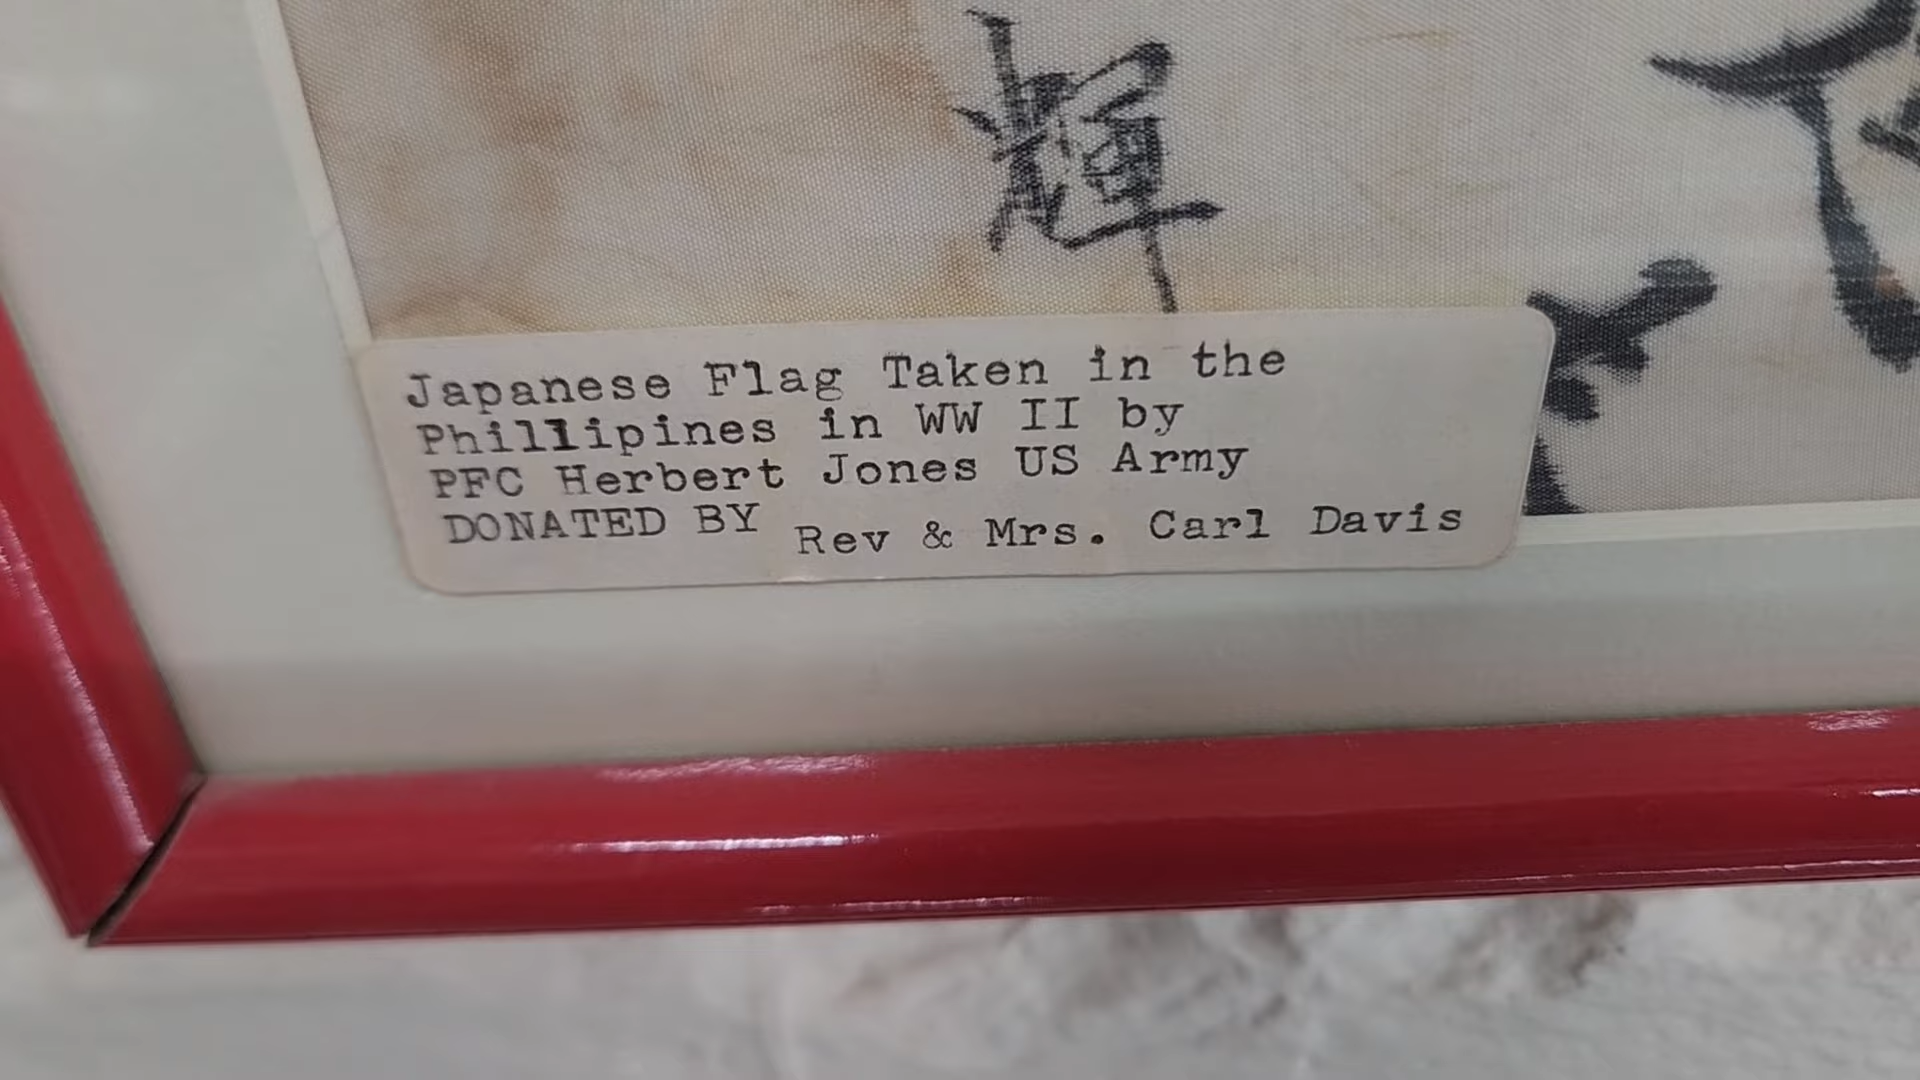 輝
Japanese Flag Taken in the
Phillipines in WW II by
PFC Herbert Jones US Army
DONATED BY Rev & Mrs. Carl Davis